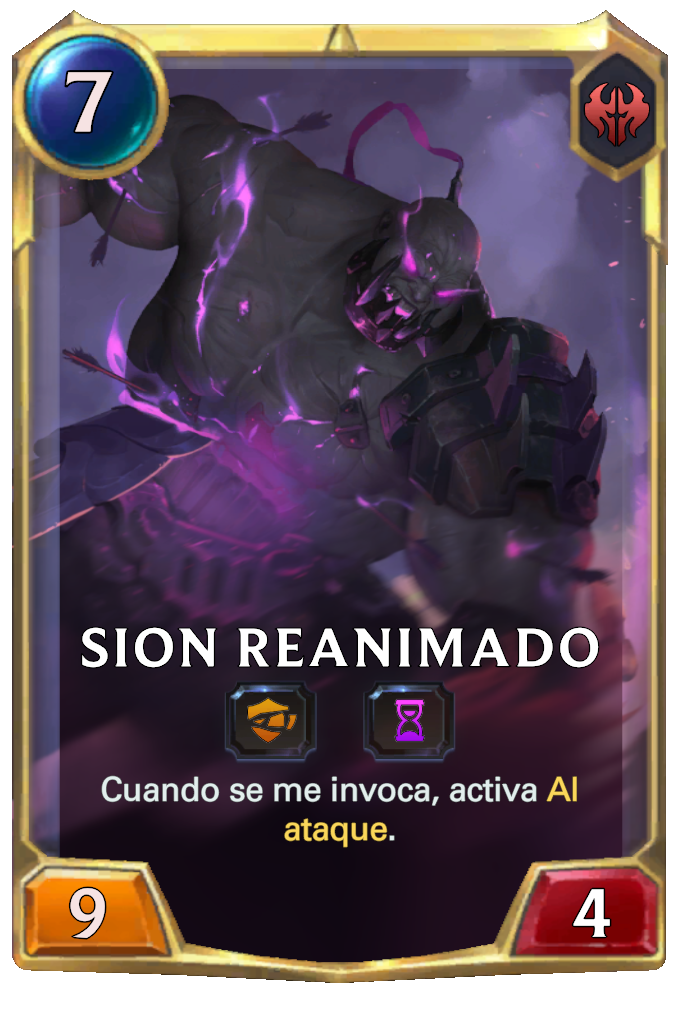 7
SION REANIMADO
Cuando se me invoca, activa Al
ataque.
9
4